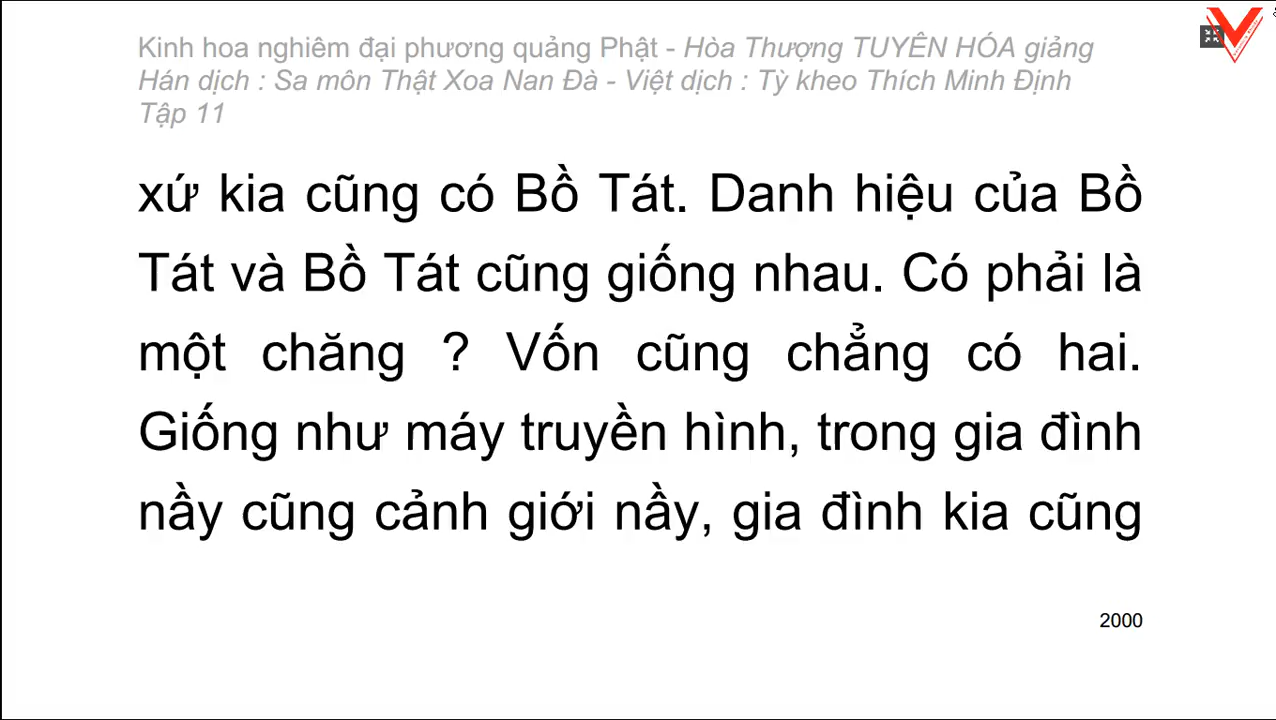 Kinh hoa nghiêm đại phương quảng Phật - Hòa Thượng TUYÊN HÓA giảng
Hán dịch : Sa môn Thật Xoa Nan Đà - Việt dịch : Tỳ kheo Thích Minh Định
Tập 11
xứ kia cũng có Bồ Tát. Danh hiệu của Bồ
Tát và Bồ Tát cũng giống nhau. Có phải là
một chăng ? Vốn cũng chẳng có hai.
Giống như máy truyền hình, trong gia đình
nầy cũng cảnh giới nầy, gia đình kia cũng
2000